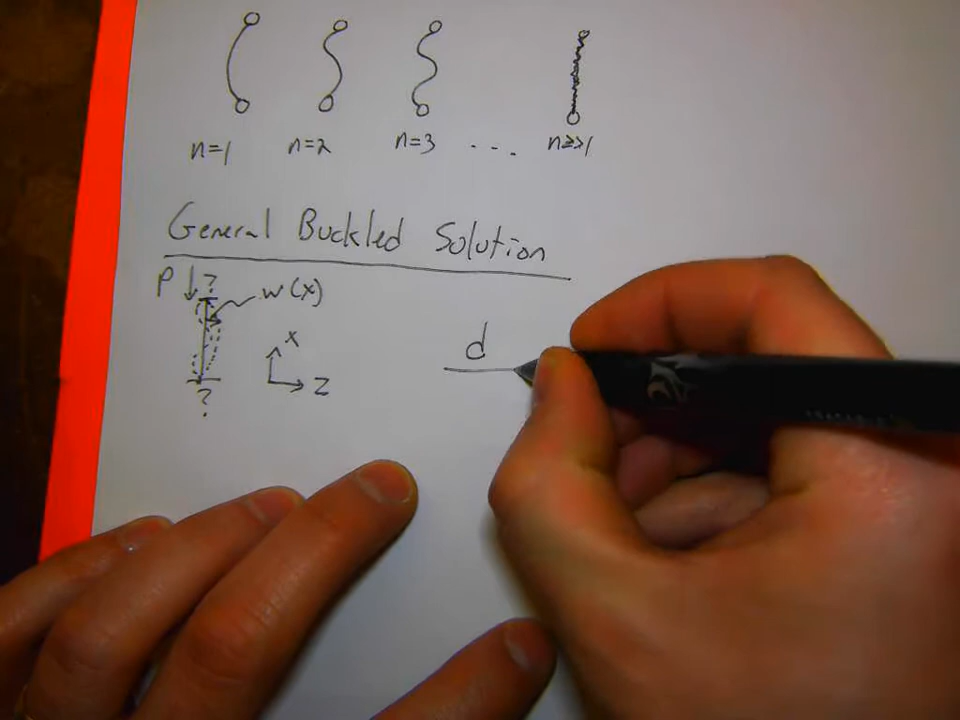 n=1 n=2 n=3 ... n>>1
General Buckled Solution
P ? w(x)
x
d
z
?